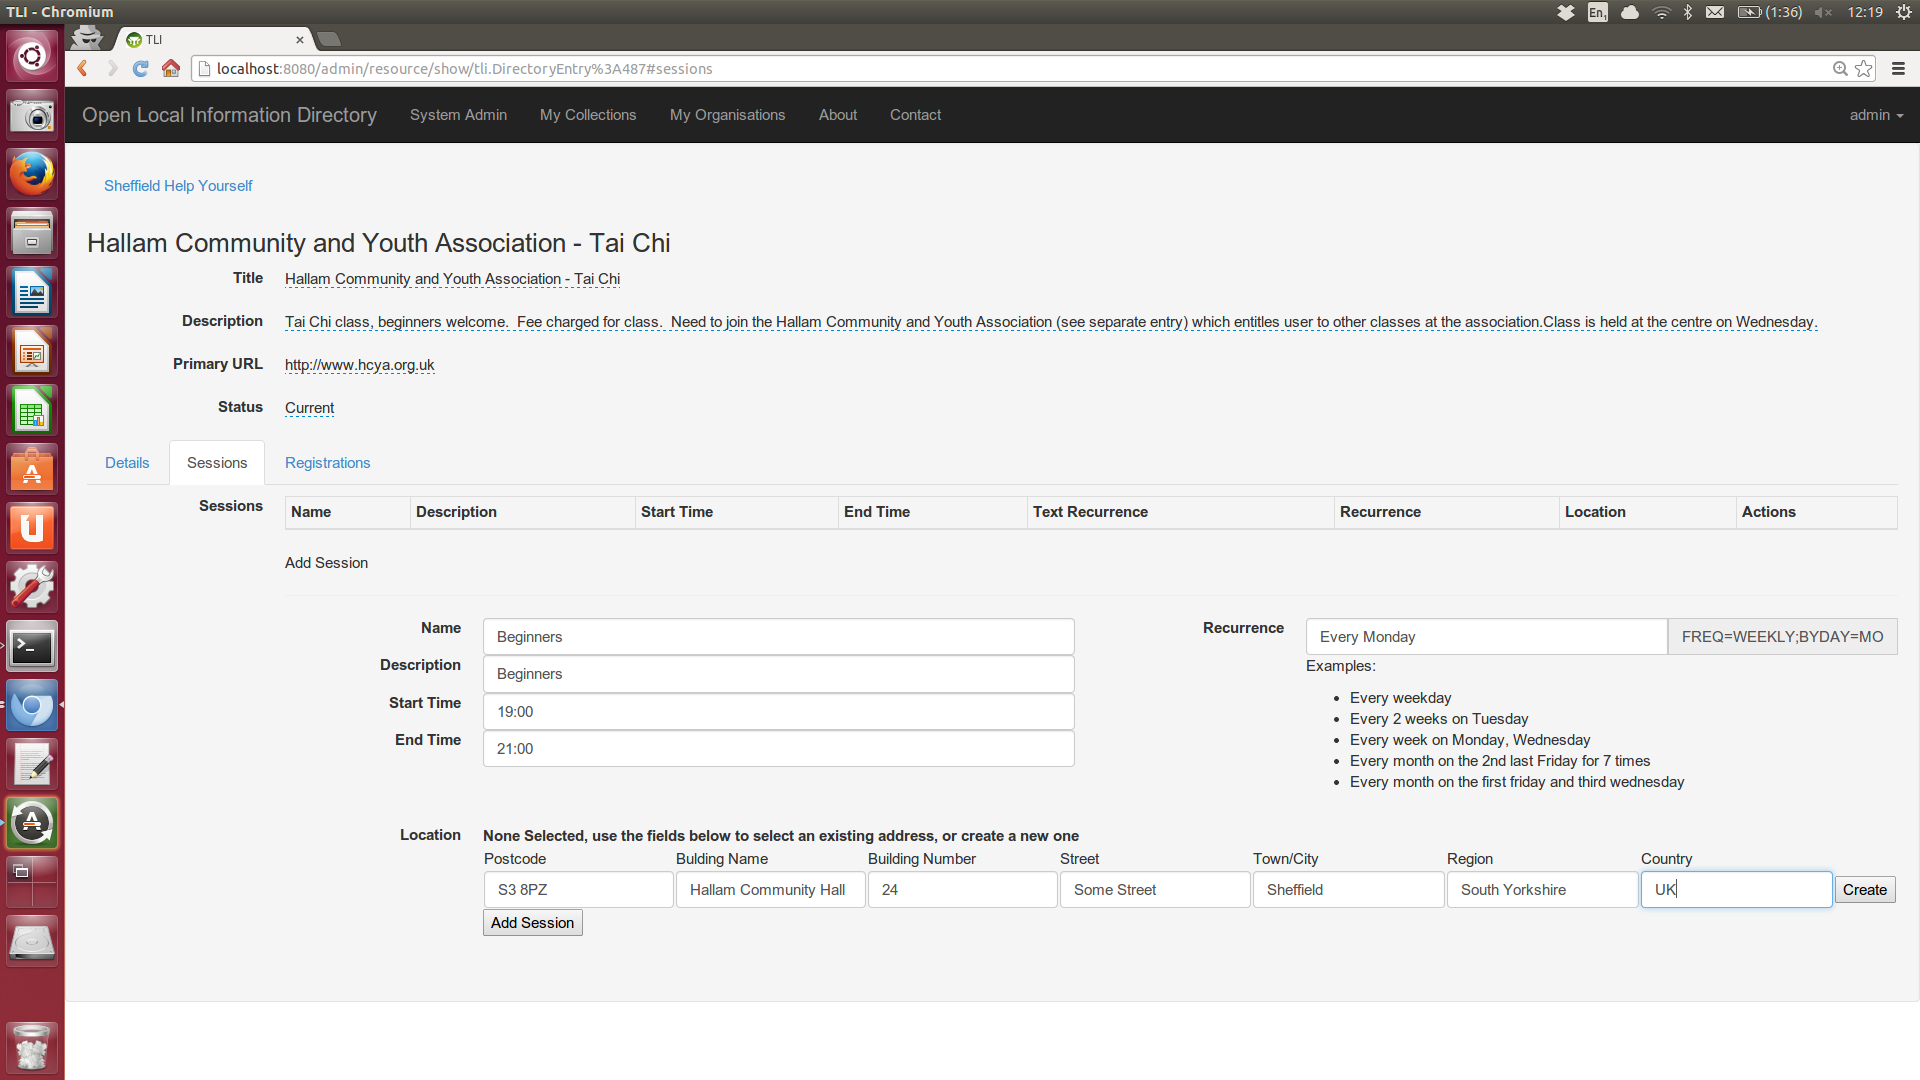 TLI - Chromium
En1
(1:36)
12:19
TLI
localhost:8080/admin/resource/show/tli.DirectoryEntry%3A487#sessions
Open Local Information Directory System Admin My Collections My Organisations About Contact admin
Sheffield Help Yourself
Hallam Community and Youth Association - Tai Chi
Title Hallam Community and Youth Association - Tai Chi
Description Tai Chi class, beginners welcome. Fee charged for class. Need to join the Hallam Community and Youth Association (see separate entry) which entitles user to other classes at the association.Class is held at the centre on Wednesday.
Primary URL http://www.hcya.org.uk
Status Current
Details Sessions Registrations
Sessions Name Description Start Time End Time Text Recurrence Recurrence Location Actions
Add Session
Name Beginners Recurrence Every Monday FREQ=WEEKLY;BYDAY=MO
Description Beginners Examples:
Start Time 19:00
End Time 21:00
Every weekday
Every 2 weeks on Tuesday
Every week on Monday, Wednesday
Every month on the 2nd last Friday for 7 times
Every month on the first friday and third wednesday
Location None Selected, use the fields below to select an existing address, or create a new one
Postcode Bulding Name Building Number Street Town/City Region Country
S3 8PZ Hallam Community Hall 24 Some Street Sheffield South Yorkshire UK Create
Add Session